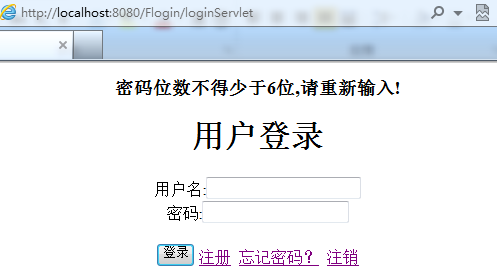 http://localhost:8080/Flogin/loginServlet
密码位数不得少于6位,请重新输入!
用户登录
用户名:
密码:
登录 注册 忘记密码? 注销